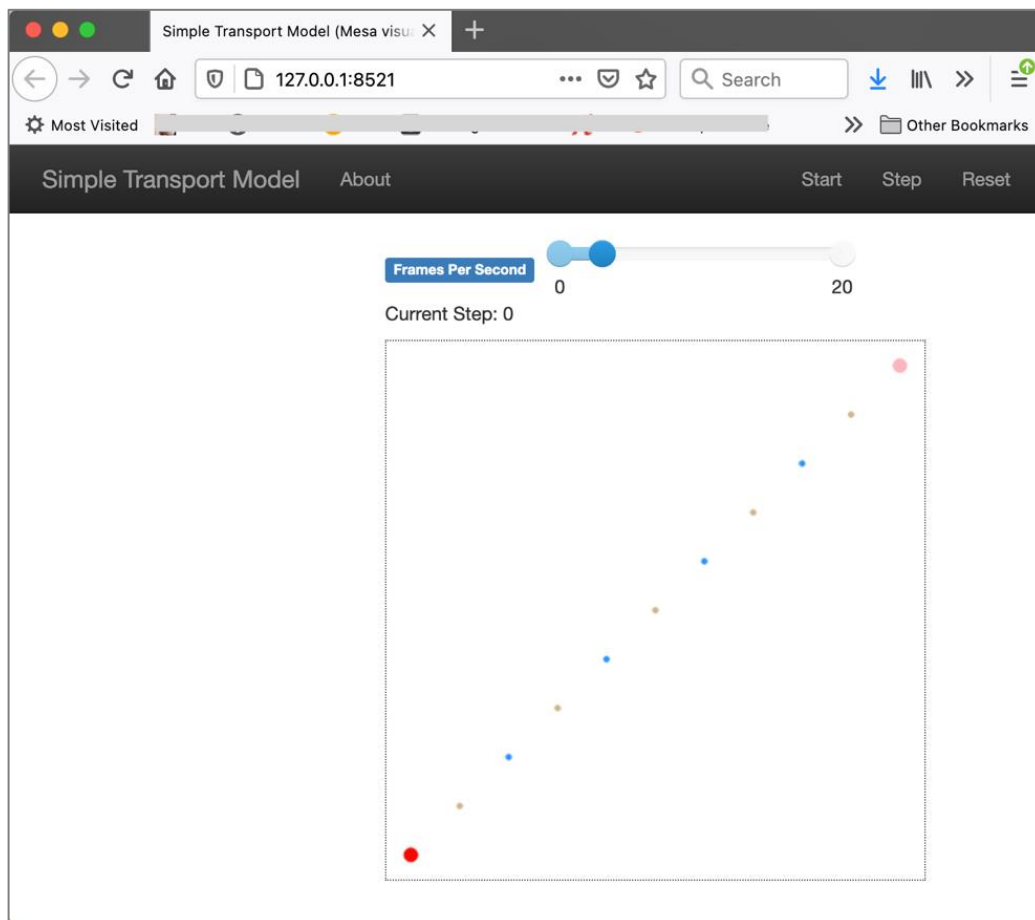 Simple Transport Model (Mesa visu
127.0.0.1:8521
Search
Most Visited
Other Bookmarks
Simple Transport Model
About
Start
Step
Reset
Frames Per Second
0
20
Current Step: 0